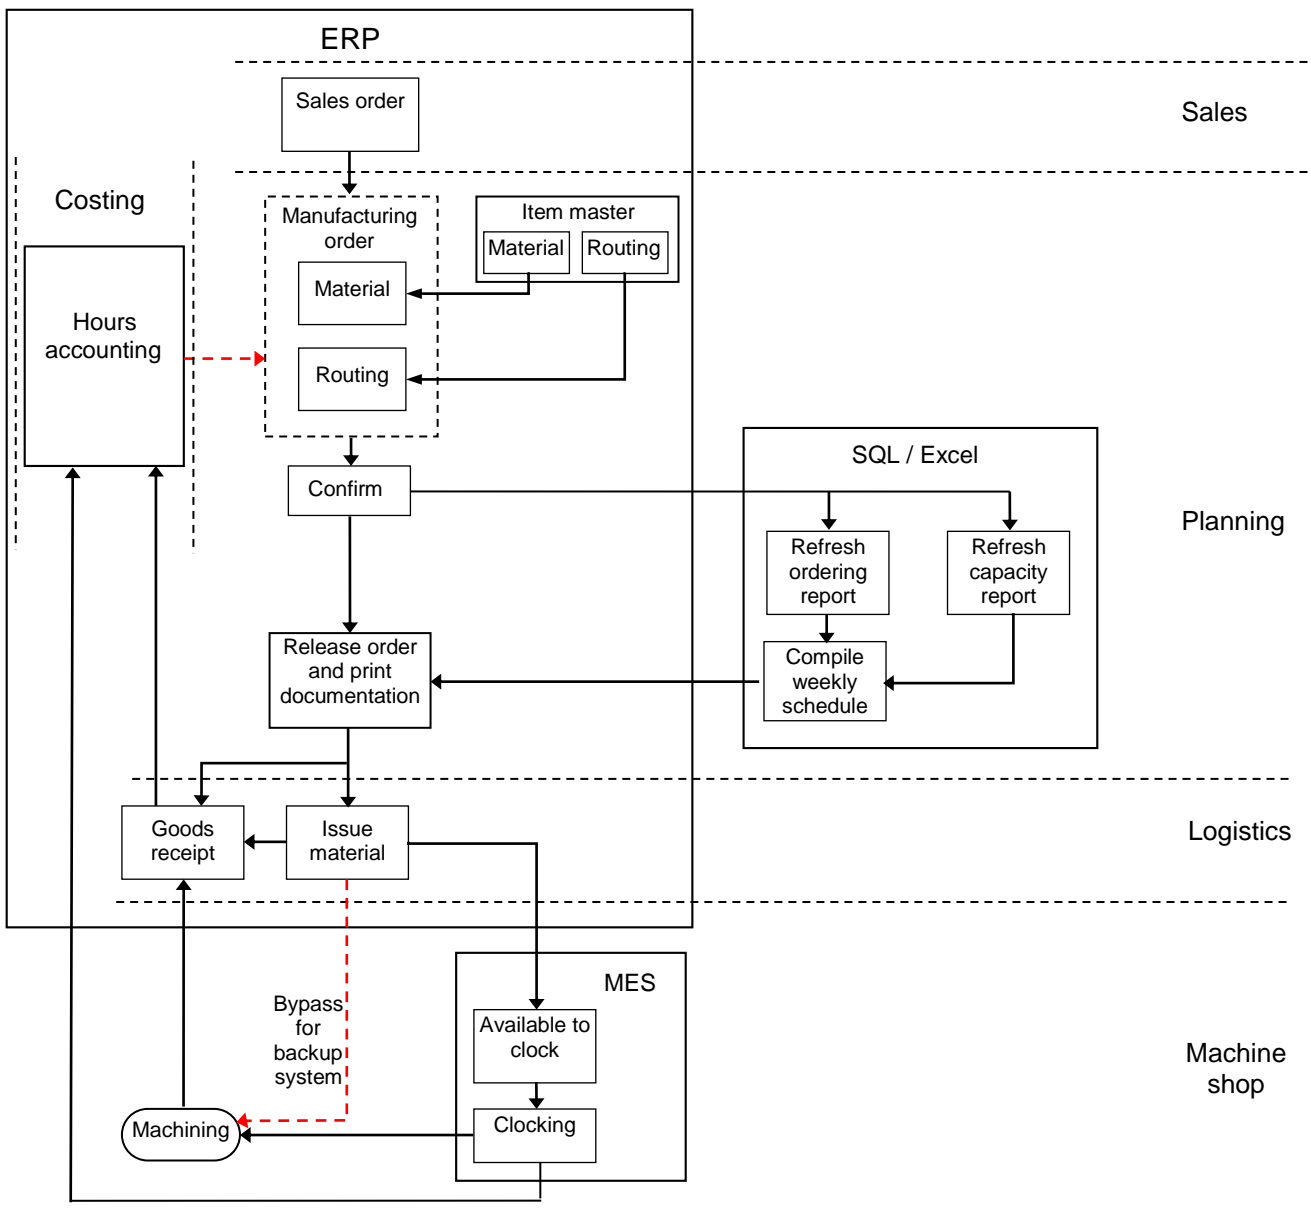 ERP
Sales order
Sales
Costing
Manufacturing
order
Item master
Material
Routing
Material
Hours
accounting
Routing
SQL / Excel
Confirm
Planning
Refresh
ordering
report
Refresh
capacity
report
Release order
and print
documentation
Compile
weekly
schedule
Goods
receipt
Issue
material
Logistics
MES
Bypass
for
backup
system
Available to
clock
Machine
shop
Machining
Clocking